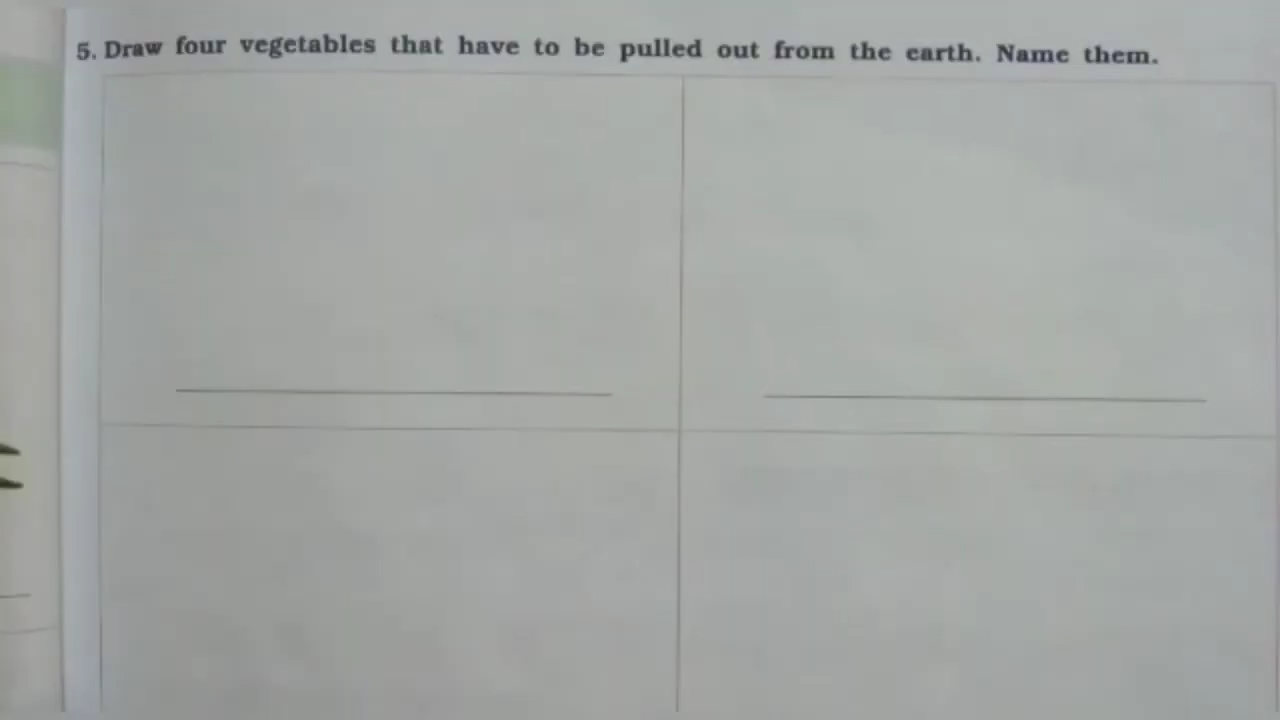 5. Draw four vegetables that have to be pulled out from the earth. Name them.